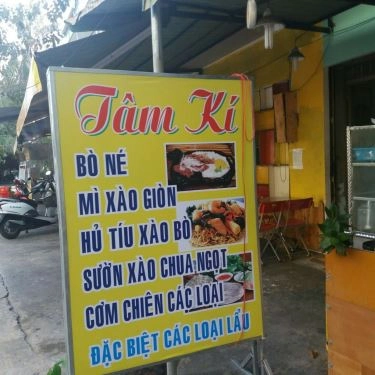 Tâm Kí
BÒ NÉ
MÌ XÀO GIÒN
HỦ TÍU XÀO BÒ
SƯỜN XÀO CHUA NGỌT
CƠM CHIÊN CÁC LOẠI
ĐẶC BIỆT CÁC LOẠI LẨU